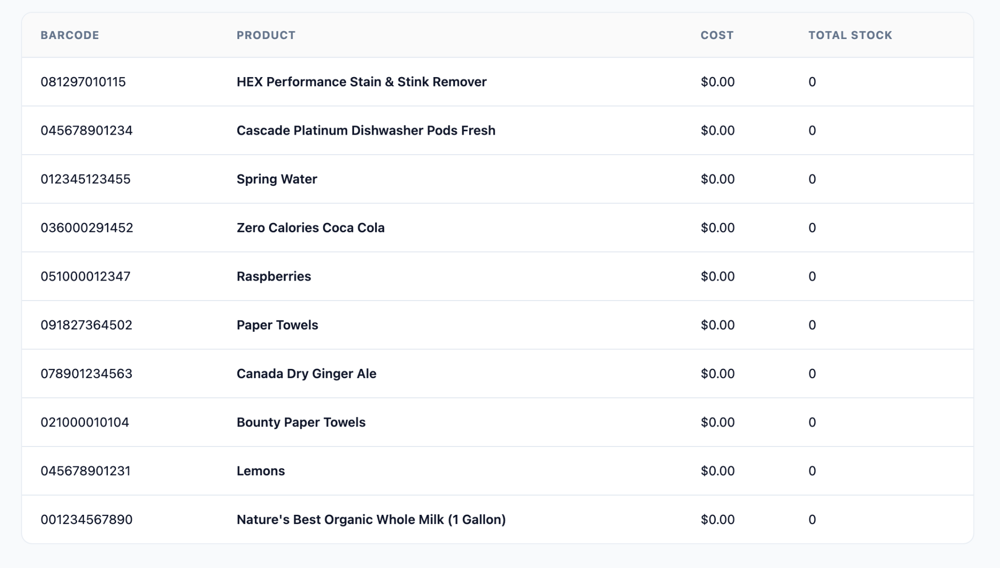 BARCODE PRODUCT COST TOTAL STOCK
081297010115 HEX Performance Stain & Stink Remover $0.00 0
045678901234 Cascade Platinum Dishwasher Pods Fresh $0.00 0
012345123455 Spring Water $0.00 0
036000291452 Zero Calories Coca Cola $0.00 0
051000012347 Raspberries $0.00 0
091827364502 Paper Towels $0.00 0
078901234563 Canada Dry Ginger Ale $0.00 0
021000010104 Bounty Paper Towels $0.00 0
045678901231 Lemons $0.00 0
001234567890 Nature's Best Organic Whole Milk (1 Gallon) $0.00 0